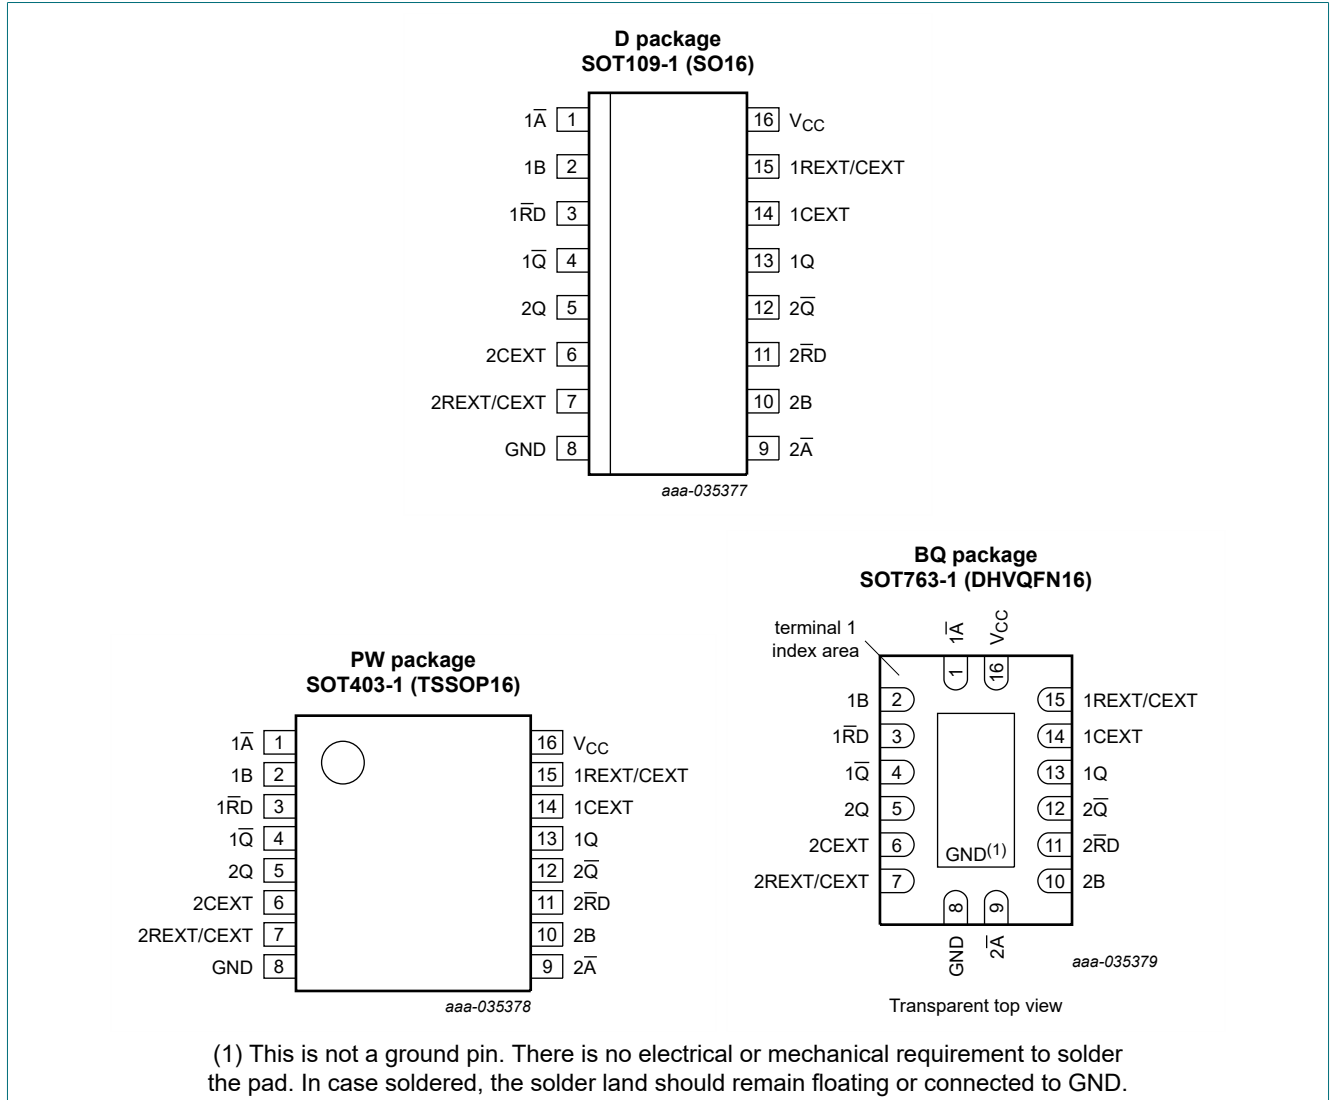 D package
SOT109-1 (SO16)
1A̅ 1
1B 2
1R̅D 3
1Q̅ 4
2Q 5
2CEXT 6
2REXT/CEXT 7
GND 8
16 VCC
15 1REXT/CEXT
14 1CEXT
13 1Q
12 2Q̅
11 2R̅D
10 2B
9 2A̅
aaa-035377
PW package
SOT403-1 (TSSOP16)
1A̅ 1
1B 2
1R̅D 3
1Q̅ 4
2Q 5
2CEXT 6
2REXT/CEXT 7
GND 8
16 VCC
15 1REXT/CEXT
14 1CEXT
13 1Q
12 2Q̅
11 2R̅D
10 2B
9 2A̅
aaa-035378
BQ package
SOT763-1 (DHVQFN16)
terminal 1
index area
1A̅ 1
16 VCC
1B 2
1R̅D 3
1Q̅ 4
2Q 5
2CEXT 6
2REXT/CEXT 7
15 1REXT/CEXT
14 1CEXT
13 1Q
12 2Q̅
11 2R̅D
10 2B
GND(1)
GND 8
2A̅ 9
aaa-035379
Transparent top view
(1) This is not a ground pin. There is no electrical or mechanical requirement to solder
the pad. In case soldered, the solder land should remain floating or connected to GND.